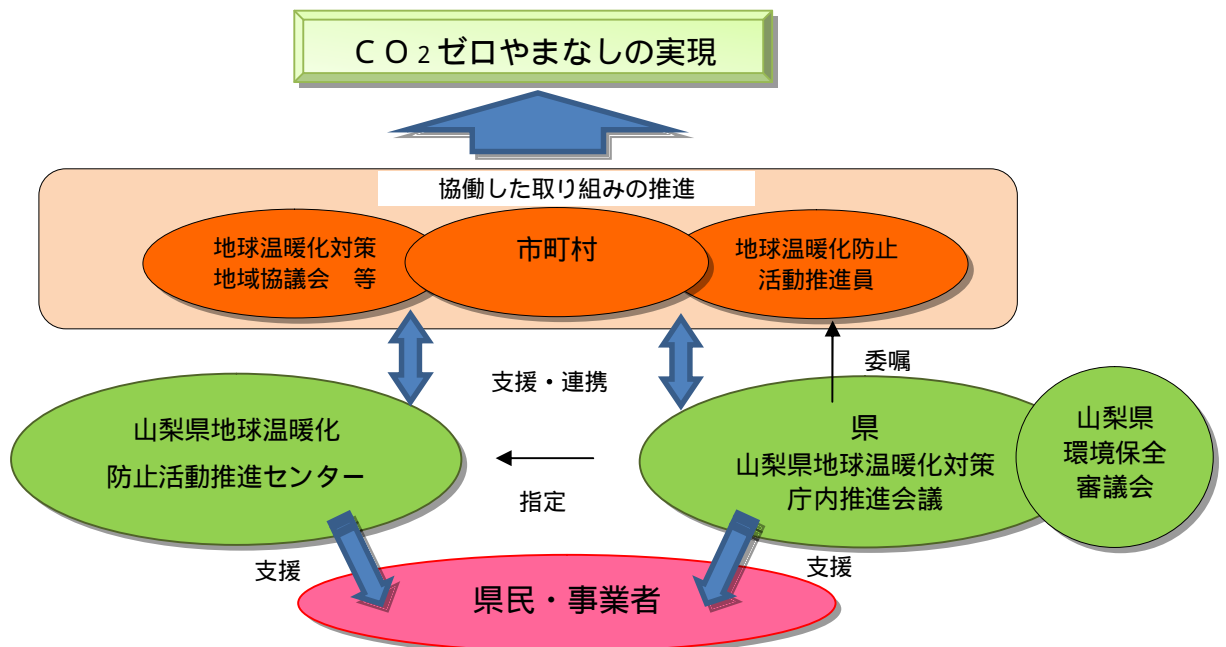 ＣＯ２ゼロやまなしの実現
協働した取り組みの推進
地球温暖化対策
地域協議会　等
市町村
地球温暖化防止
活動推進員
委嘱
支援・連携
山梨県地球温暖化
防止活動推進センター
指定
県
山梨県地球温暖化対策
庁内推進会議
山梨県
環境保全
審議会
支援
支援
県民・事業者